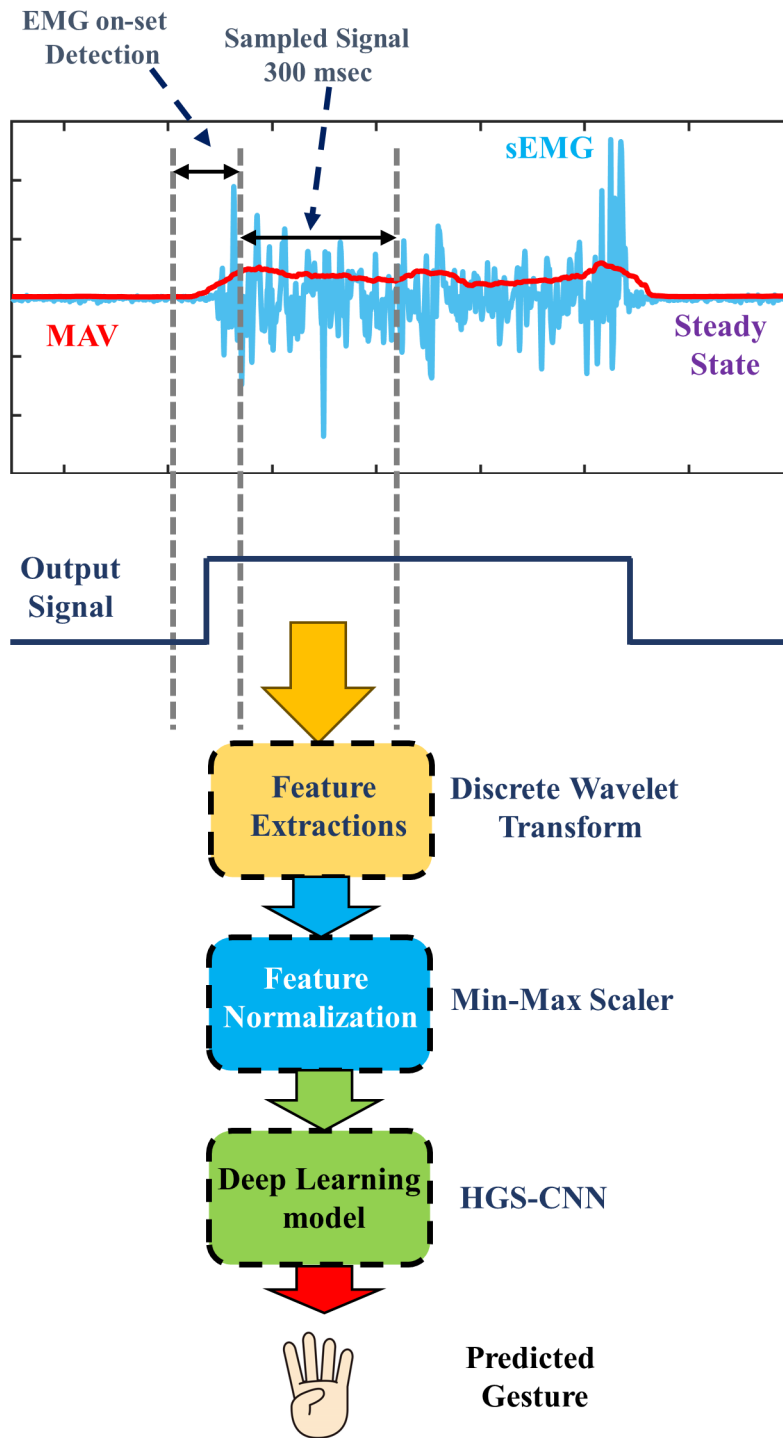 EMG on-set
Detection
Sampled Signal
300 msec
sEMG
MAV
Steady
State
Output
Signal
Feature
Extractions
Discrete Wavelet
Transform
Feature
Normalization
Min-Max Scaler
Deep Learning
model
HGS-CNN
Predicted
Gesture